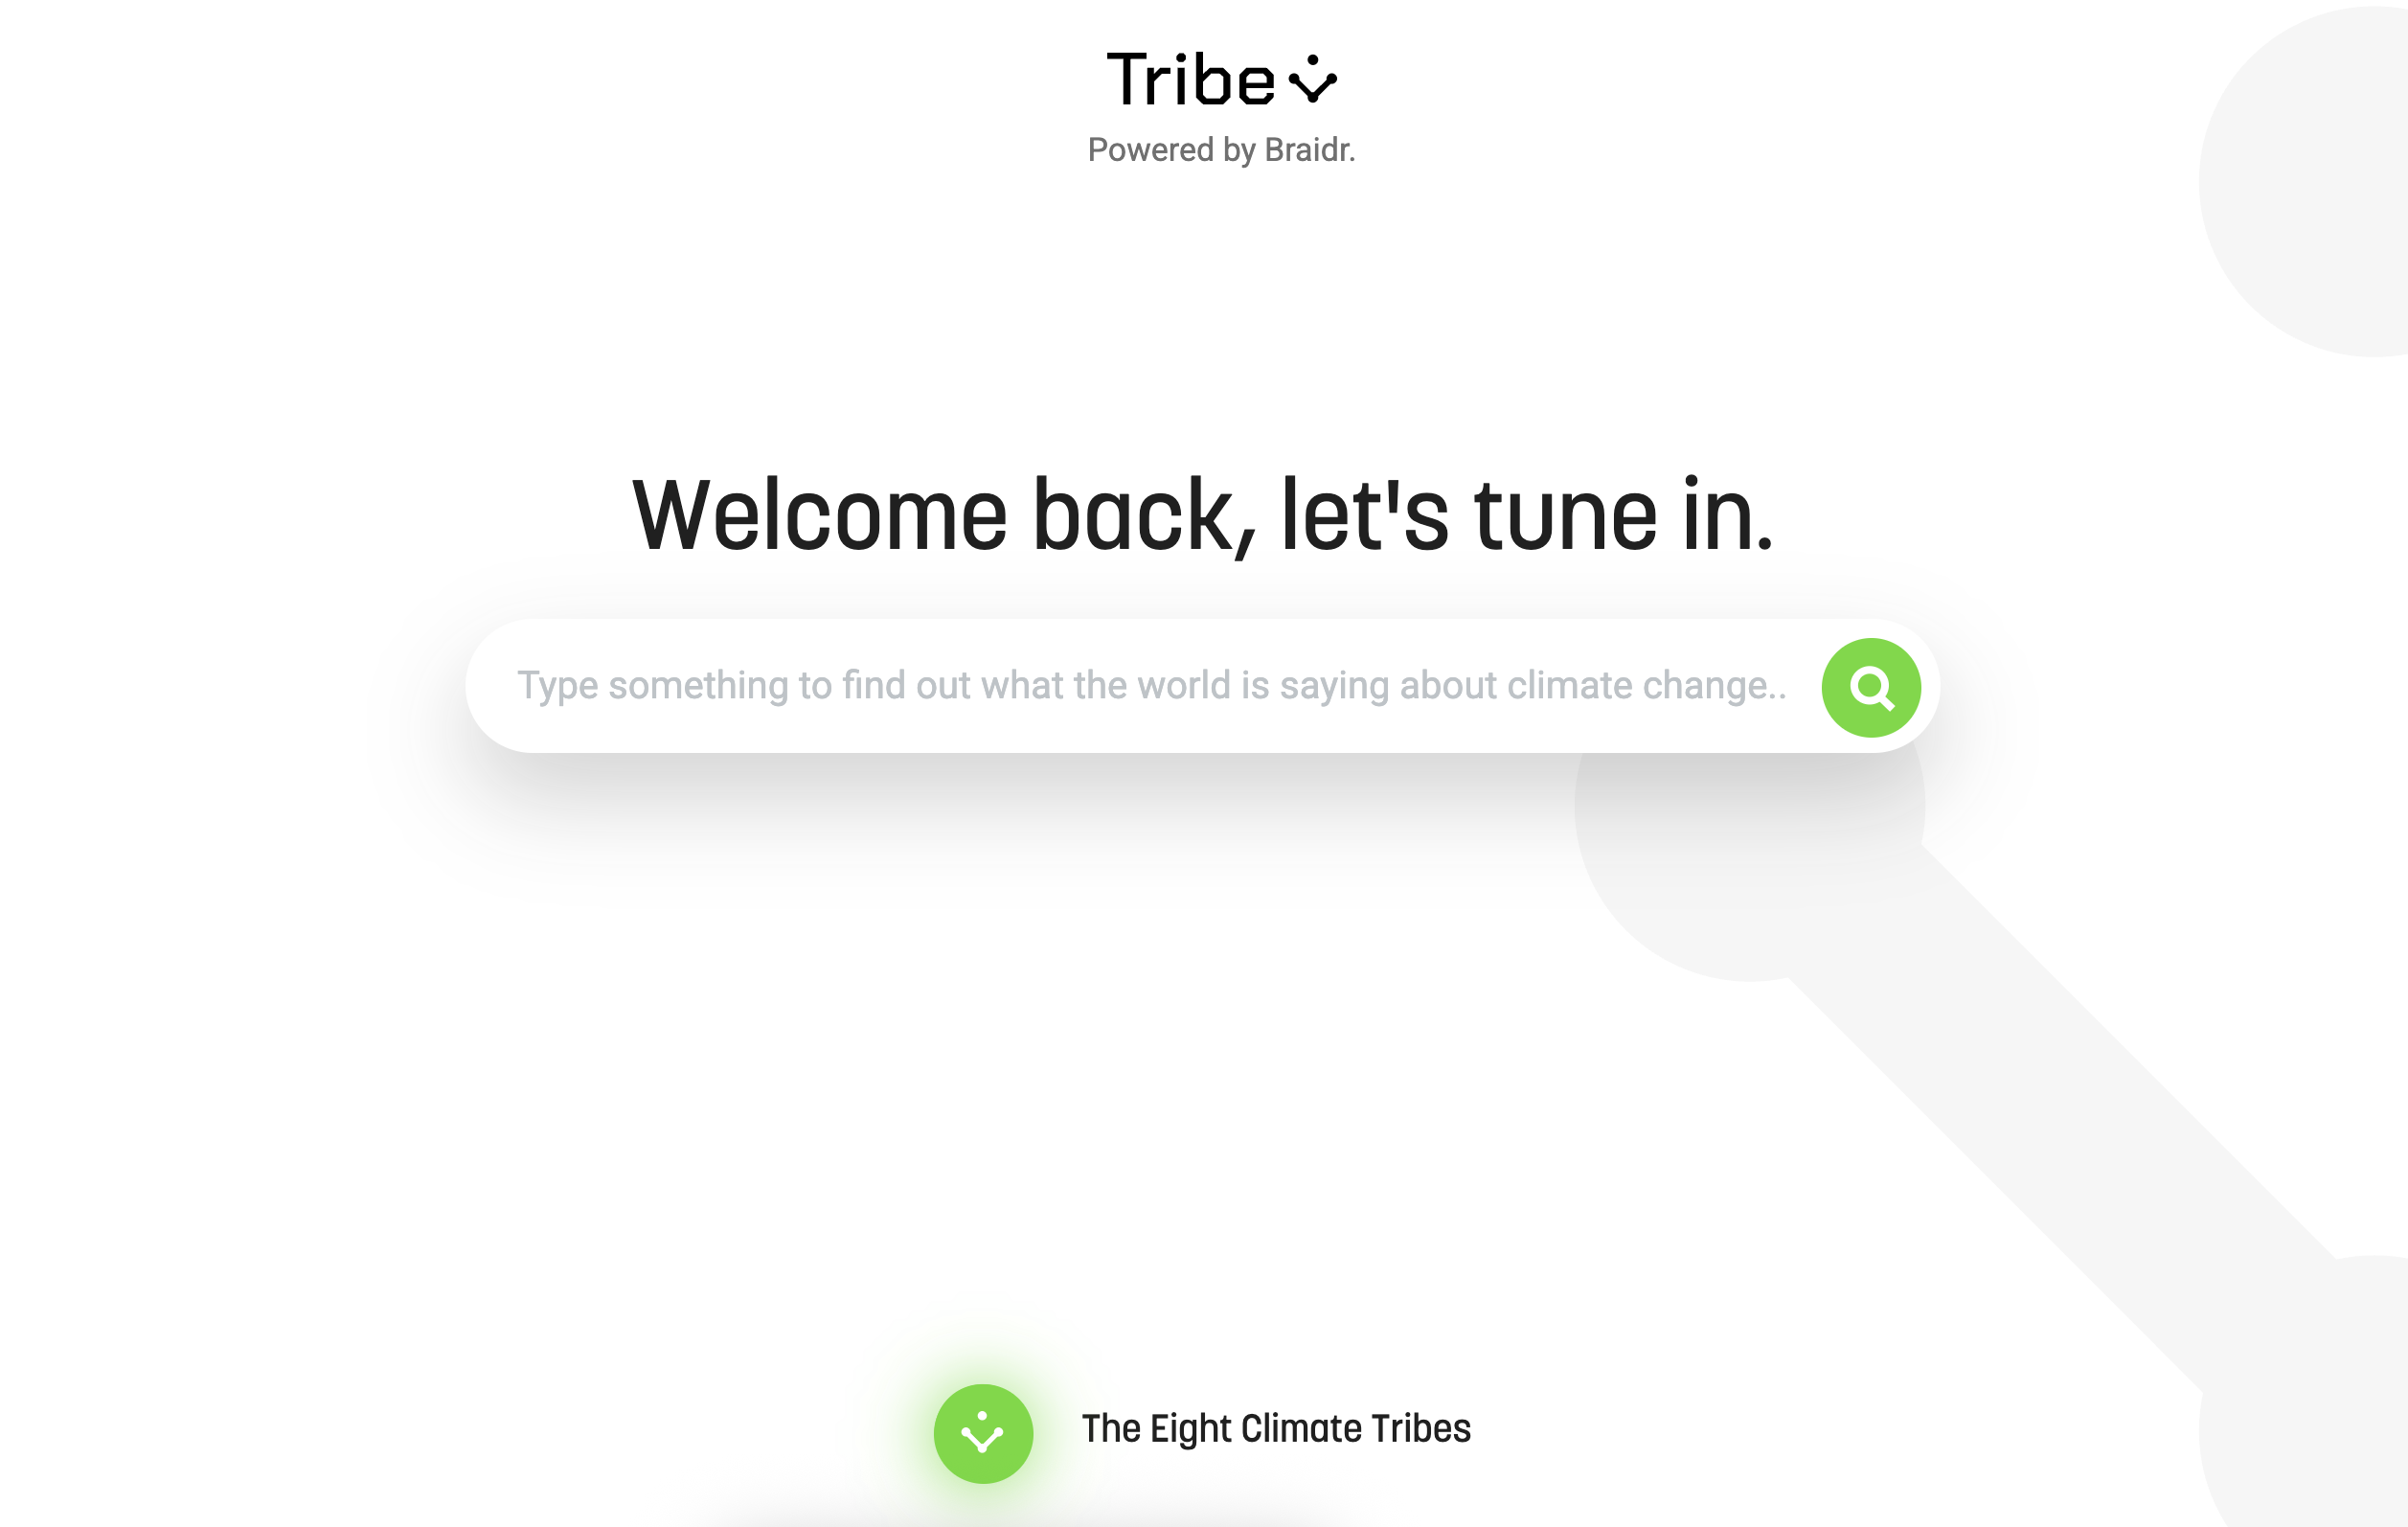 Tribe
Powered by Braidr.
Welcome back, let's tune in.
Type something to find out what the world is saying about climate change..
The Eight Climate Tribes